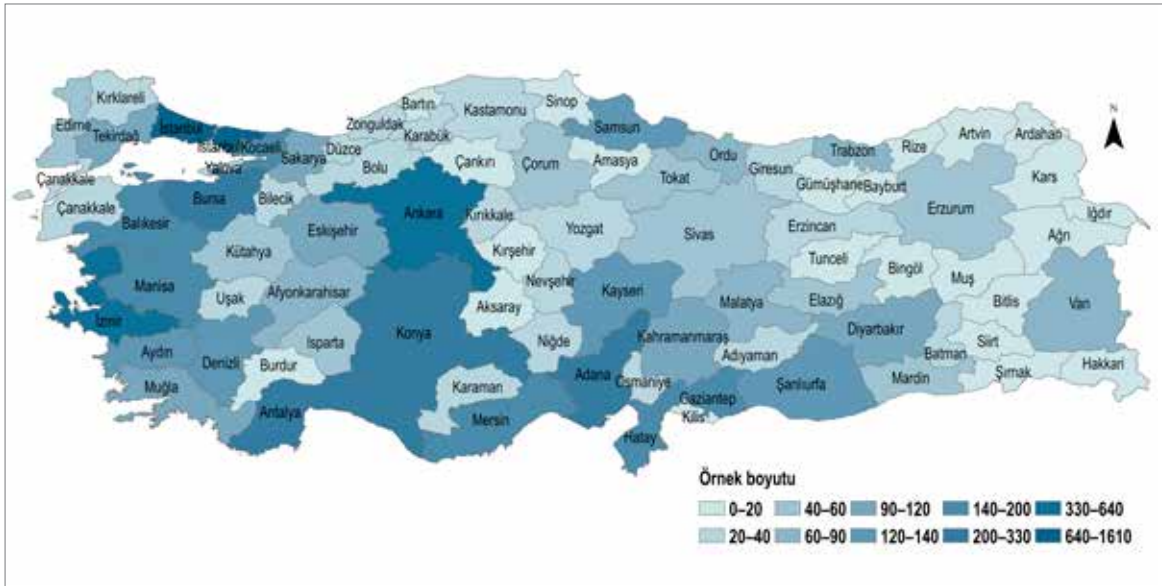 N
Kırklareli
Edirne
Tekirdağ
İstanbul
İstanbul
Kocaeli
Yalova
Sakarya
Düzce
Zonguldak
Bartın
Karabük
Kastamonu
Sinop
Samsun
Çankırı
Bolu
Çorum
Amasya
Tokat
Ordu
Giresun
Trabzon
Rize
Artvin
Ardahan
Gümüşhane
Bayburt
Kars
Iğdır
Erzurum
Erzincan
Ağrı
Çanakkale
Çanakkale
Balıkesir
Bursa
Bilecik
Eskişehir
Ankara
Kırıkkale
Yozgat
Sivas
Kütahya
Kırşehir
Nevşehir
Tunceli
Bingöl
Muş
Bitlis
Van
Manisa
Uşak
Afyonkarahisar
Aksaray
Kayseri
Malatya
Elazığ
Diyarbakır
İzmir
Konya
Niğde
Kahramanmaraş
Adıyaman
Batman
Siirt
Şırnak
Hakkari
Aydın
Denizli
Isparta
Burdur
Muğla
Antalya
Karaman
Mersin
Adana
Osmaniye
Gaziantep
Kilis
Hatay
Şanlıurfa
Mardin
Örnek boyutu
0–20 40–60 90–120 140–200 330–640
20–40 60–90 120–140 200–330 640–1610